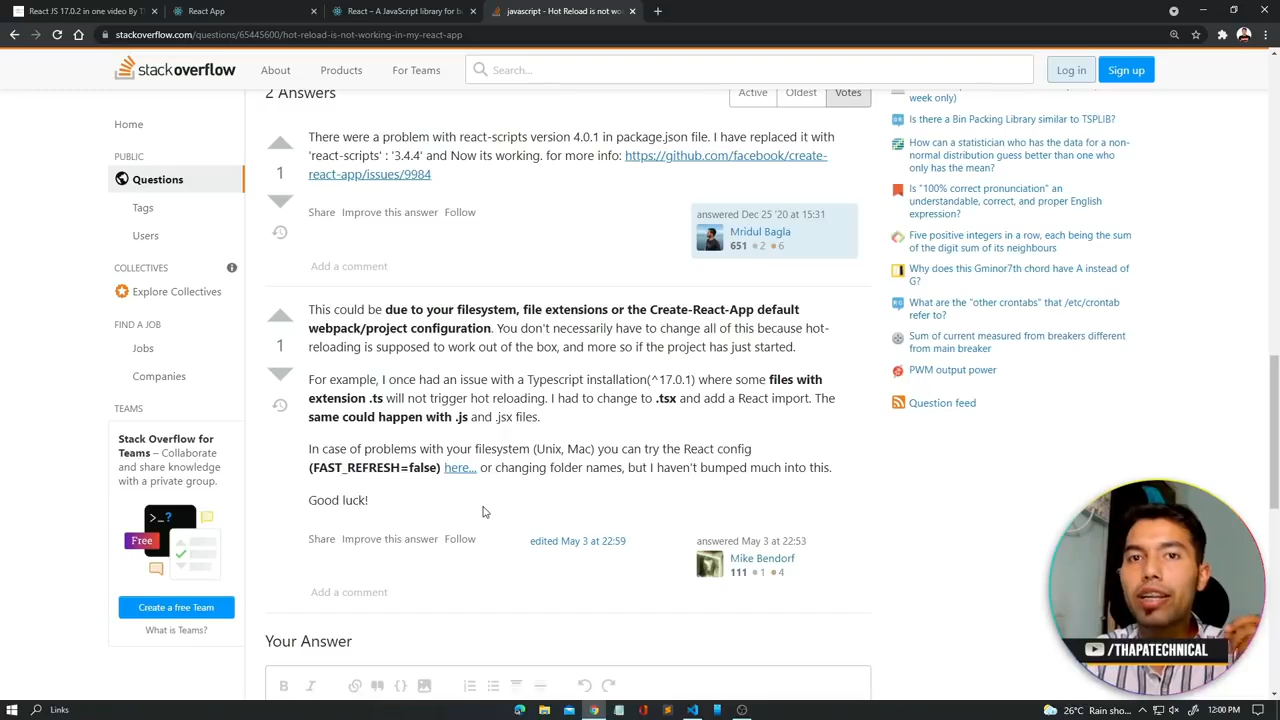 React JS 17.0.2 in one video By T
React App
React – A JavaScript library for b
javascript - Hot Reload is not wo
stackoverflow.com/questions/65445600/hot-reload-is-not-working-in-my-react-app
stackoverflow
About
Products
For Teams
Search...
Log in
Sign up
Home
PUBLIC
Questions
Tags
Users
COLLECTIVES
Explore Collectives
FIND A JOB
Jobs
Companies
TEAMS
Stack Overflow for
Teams – Collaborate
and share knowledge
with a private group.
>_?
Free
Create a free Team
What is Teams?
2 Answers
Active
Oldest
Votes
There were a problem with react-scripts version 4.0.1 in package.json file. I have replaced it with
'react-scripts' : '3.4.4' and Now its working. for more info: https://github.com/facebook/create-
react-app/issues/9984
1
Share Improve this answer Follow
answered Dec 25 '20 at 15:31
Mridul Bagla
651 2 6
Add a comment
This could be due to your filesystem, file extensions or the Create-React-App default
webpack/project configuration. You don't necessarily have to change all of this because hot-
reloading is supposed to work out of the box, and more so if the project has just started.
1
For example, I once had an issue with a Typescript installation(^17.0.1) where some files with
extension .ts will not trigger hot reloading. I had to change to .tsx and add a React import. The
same could happen with .js and .jsx files.
In case of problems with your filesystem (Unix, Mac) you can try the React config
(FAST_REFRESH=false) here... or changing folder names, but I haven't bumped much into this.
Good luck!
Share Improve this answer Follow
edited May 3 at 22:59
answered May 3 at 22:53
Mike Bendorf
111 1 4
Add a comment
Your Answer
B I
week only)
Is there a Bin Packing Library similar to TSPLIB?
How can a statistician who has the data for a non-
normal distribution guess better than one who
only has the mean?
Is "100% correct pronunciation" an
understandable, correct, and proper English
expression?
Five positive integers in a row, each being the sum
of the digit sum of its neighbours
Why does this Gminor7th chord have A instead of
G?
What are the "other crontabs" that /etc/crontab
refer to?
Sum of current measured from breakers different
from main breaker
PWM output power
Question feed
/THAPATECHNICAL
Links
26°C Rain sho...
12:00 PM